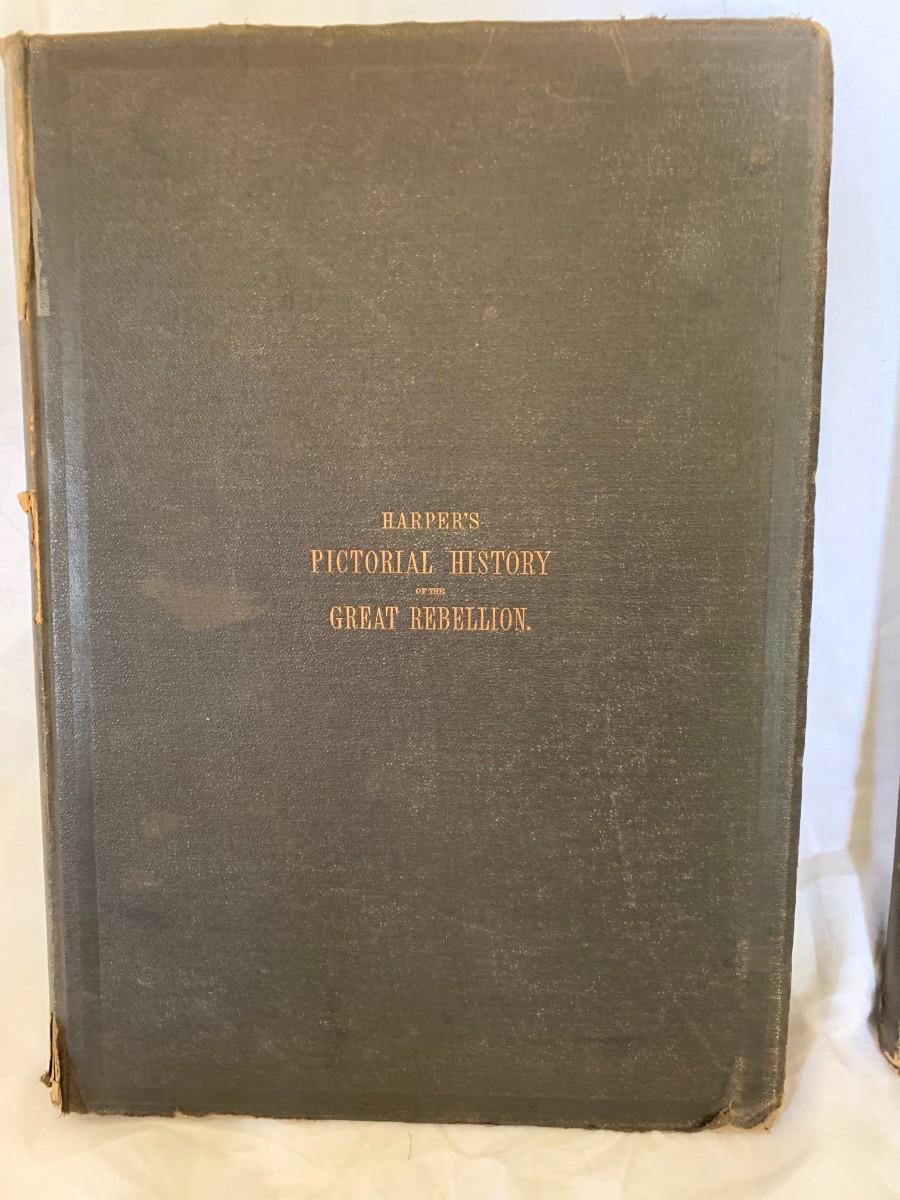 HARPER'S
PICTORIAL HISTORY
OF THE
GREAT REBELLION.